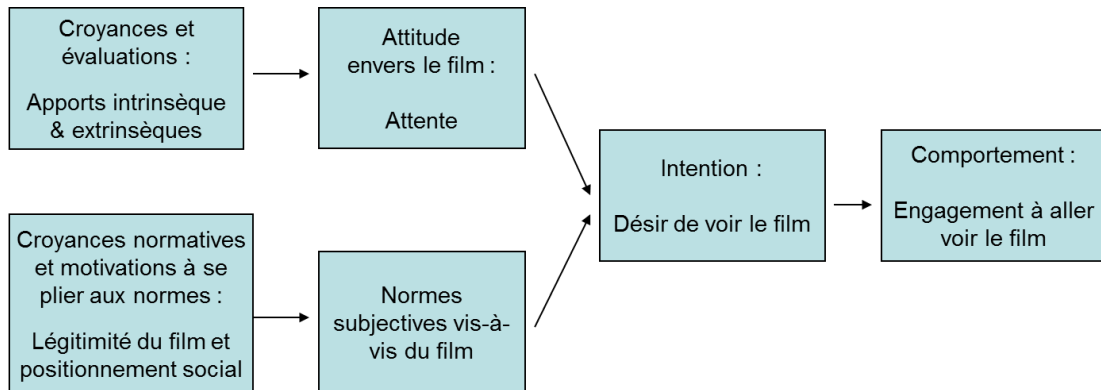 Croyances et
évaluations :
Apports intrinsèque
& extrinsèques
Attitude
envers le film :
Attente
Croyances normatives
et motivations à se
plier aux normes :
Légitimité du film et
positionnement social
Normes
subjectives vis-à-
vis du film
Intention :
Désir de voir le film
Comportement :
Engagement à aller
voir le film